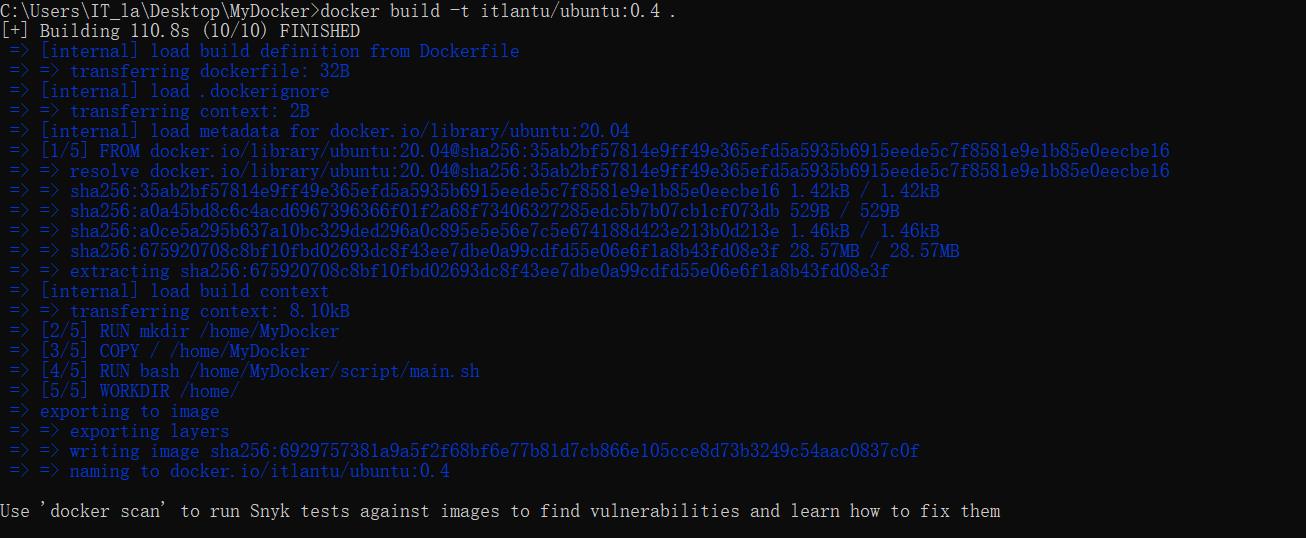 C:\Users\IT_la\Desktop\MyDocker>docker build -t itlantu/ubuntu:0.4 .
[+] Building 110.8s (10/10) FINISHED
=> [internal] load build definition from Dockerfile
=> => transferring dockerfile: 32B
=> [internal] load .dockerignore
=> => transferring context: 2B
=> [internal] load metadata for docker.io/library/ubuntu:20.04
=> [1/5] FROM docker.io/library/ubuntu:20.04@sha256:35ab2bf57814e9ff49e365efd5a5935b6915eede5c7f8581e9e1b85e0eecbe16
=> => resolve docker.io/library/ubuntu:20.04@sha256:35ab2bf57814e9ff49e365efd5a5935b6915eede5c7f8581e9e1b85e0eecbe16
=> => sha256:35ab2bf57814e9ff49e365efd5a5935b6915eede5c7f8581e9e1b85e0eecbe16 1.42kB / 1.42kB
=> => sha256:a0a45bd8c6c4acd6967396366f01f2a68f73406327285edc5b7b07cb1cf073db 529B / 529B
=> => sha256:a0ce5a295b637a10bc329ded296a0c895e5e56e7c5e674188d423e213b0d213e 1.46kB / 1.46kB
=> => sha256:675920708c8bf10fbd02693dc8f43ee7dbe0a99cdfd55e06e6f1a8b43fd08e3f 28.57MB / 28.57MB
=> => extracting sha256:675920708c8bf10fbd02693dc8f43ee7dbe0a99cdfd55e06e6f1a8b43fd08e3f
=> [internal] load build context
=> => transferring context: 8.10kB
=> [2/5] RUN mkdir /home/MyDocker
=> [3/5] COPY / /home/MyDocker
=> [4/5] RUN bash /home/MyDocker/script/main.sh
=> [5/5] WORKDIR /home/
=> exporting to image
=> => exporting layers
=> => writing image sha256:6929757381a9a5f2f68bf6e77b81d7cb866e105cce8d73b3249c54aac0837c0f
=> => naming to docker.io/itlantu/ubuntu:0.4
Use 'docker scan' to run Snyk tests against images to find vulnerabilities and learn how to fix them